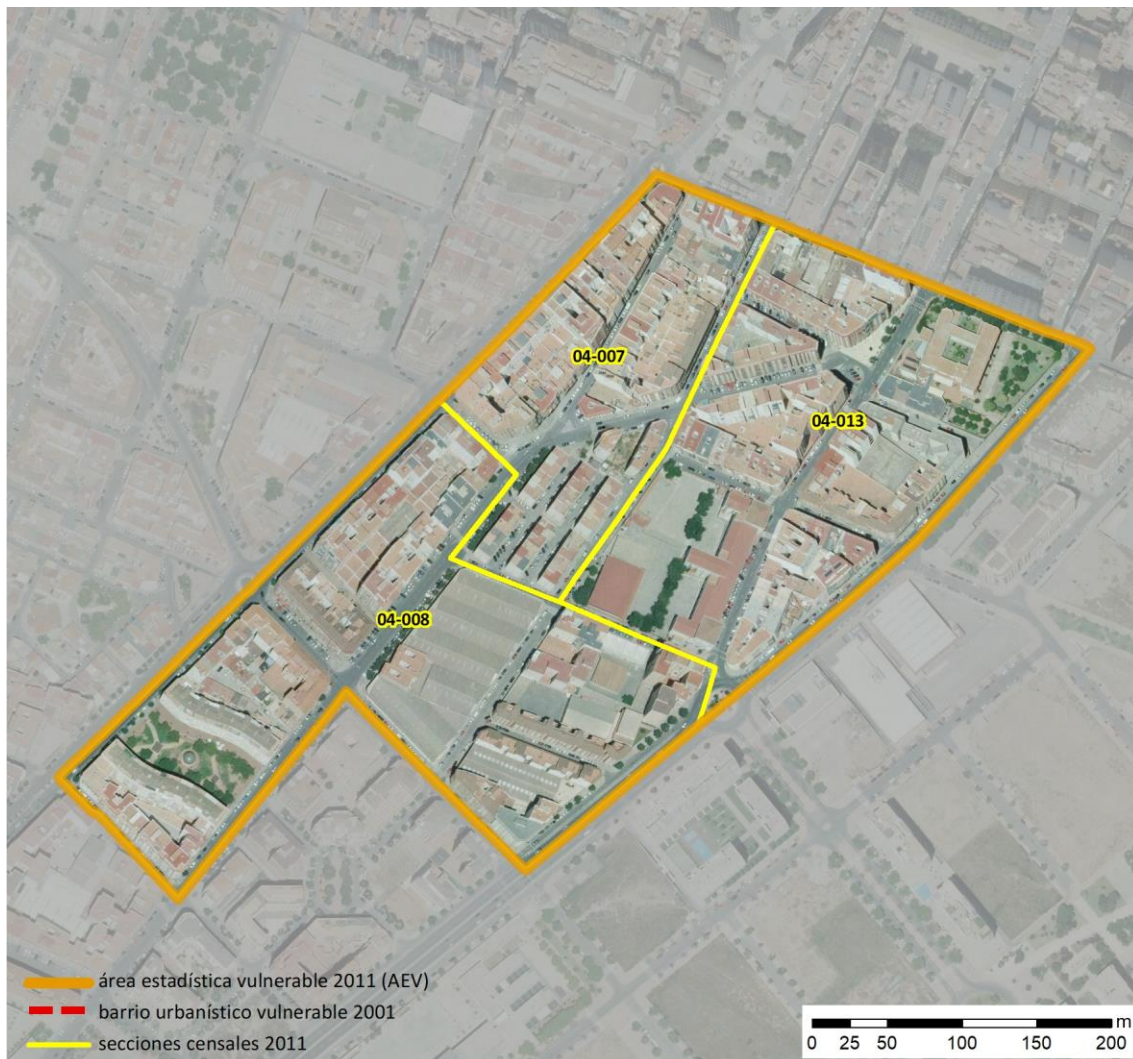 04-007
04-013
04-008
área estadística vulnerable 2011 (AEV)
barrio urbanístico vulnerable 2001
secciones censales 2011
m
0 25 50 100 150 200